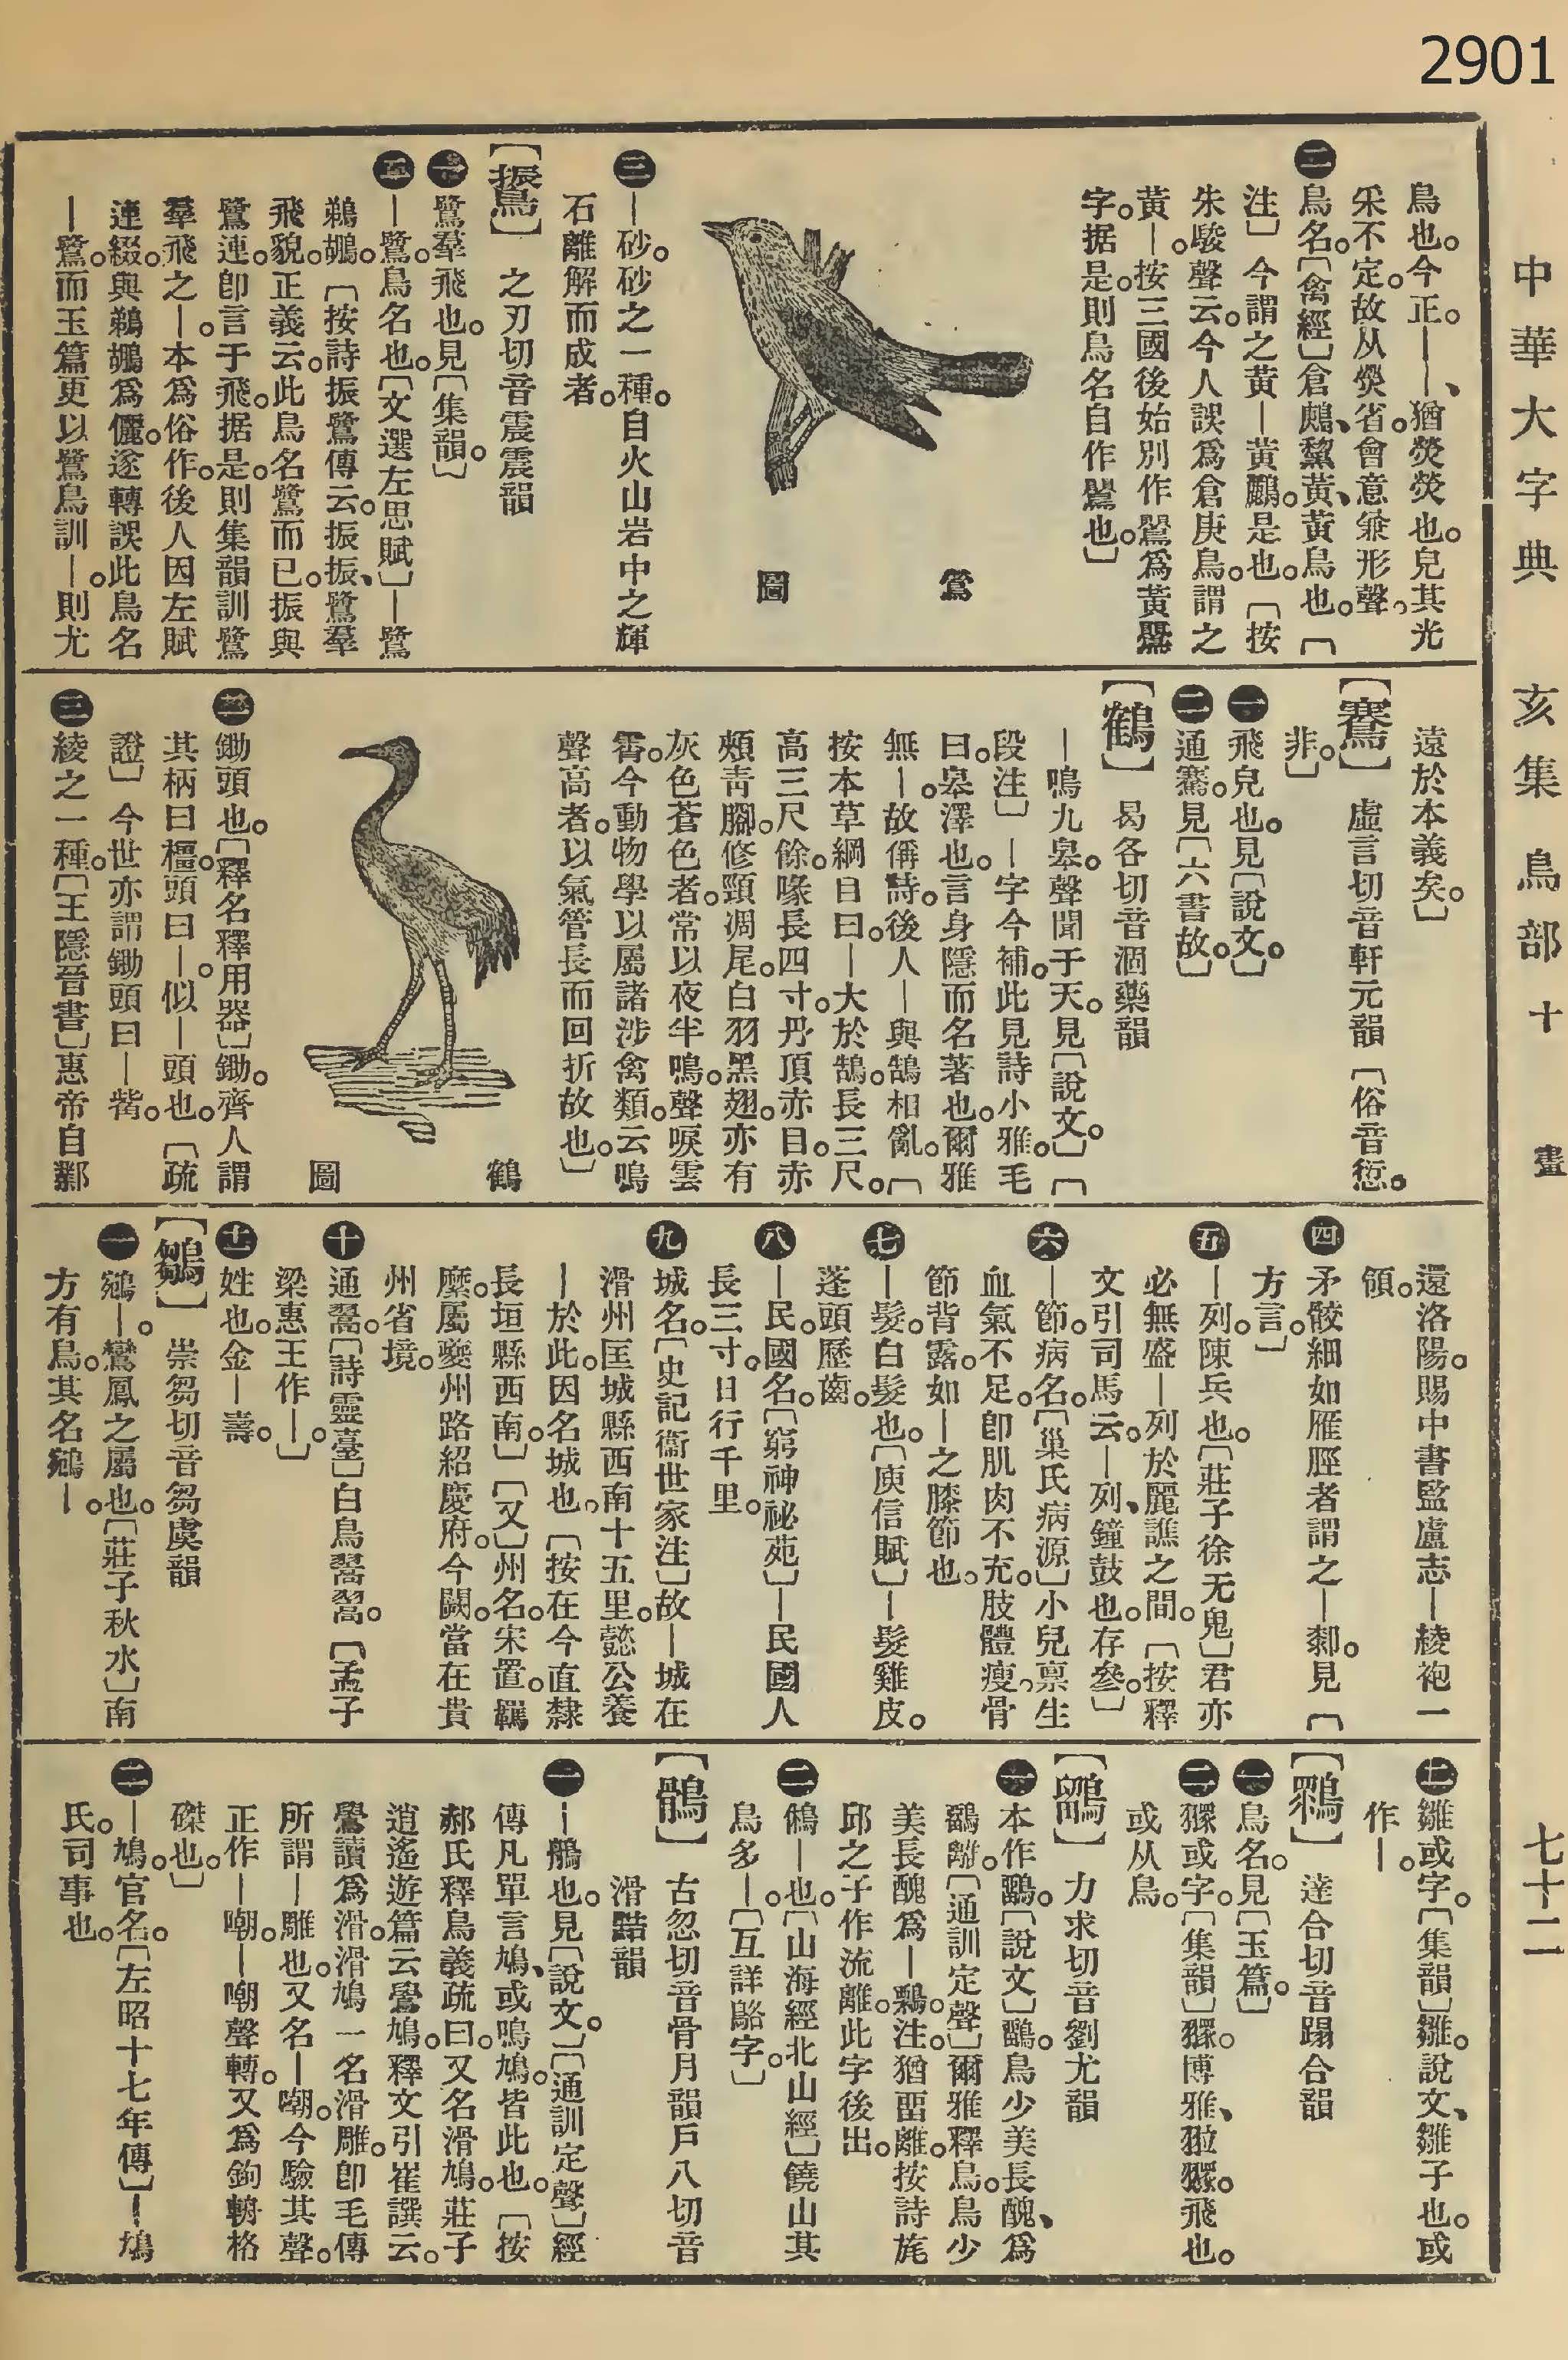 2901
中華大字典　亥集　鳥部　十　畫　七十二
鳥也。今正。——、猶熒熒也。皃其光
采不定。故从熒省。會意兼形聲。
㊁鳥名。〔禽經〕倉鶊、黧黃、黃鳥也。〔
注〕今謂之黃—黃鸝是也。〔按
朱駿聲云。今人誤爲倉庚鳥。謂之
黃—。按三國後始別作鸎爲黃鸎
字。据是。則鳥名自作鸎也。〕
鶯
圖
㊂—砂。砂之一種。自火山岩中之輝
石離解而成者。
〔鷐〕之刃切音震震韻
㊀鷺羣飛也。見〔集韻。〕
㊄—鷺。鳥名也。〔文選左思賦〕—鷺
鵜鶘。〔按詩振鷺傳云。振振、鷺羣
飛貌。正義云。此鳥名鷺而已。振與
鷺連。卽言于飛。据是。則集韻訓鷺
羣飛之—。本爲俗作。後人因左賦
連綴。與鵜鶘爲儷。遂轉誤此鳥名
—鷺。而玉篇更以鷺鳥訓—。則尤
遠於本義矣。〕
〔鶱〕虛言切音軒元韻〔俗音愆。
非。〕
㊀飛皃也。見〔說文。〕
㊁通騫。見〔六書故。〕
〔鶴〕曷各切音涸藥韻
—鳴九皋。聲聞于天。見〔說文。〕〔
段注〕—字今補。此見詩小雅。毛
曰。皋澤也。言身隱而名著也。爾雅
無—。故偁詩。後人—與鵠相亂。〔
按本草綱目曰。—大於鵠。長三尺。
高三尺餘。喙長四寸。丹頂赤目。赤
頰靑腳。修頸凋尾。白羽黑翅。亦有
灰色蒼色者。常以夜半鳴。聲唳雲
霄。今動物學以屬諸涉禽類。云鳴
聲高者。以氣管長而回折故也。〕
鶴
圖
㊁鋤頭也。〔釋名釋用器〕鋤。齊人謂
其柄曰橿。頭曰—。似—頭也。〔疏
證〕今世亦謂鋤頭曰—觜。
㊂綾之一種。〔王隱晉書〕惠帝自鄴
還洛陽。賜中書監盧志—綾袍一
領。
㊃矛骹細如雁脛者謂之—厀。見〔
方言。〕
㊄—列。陳兵也。〔莊子徐无鬼〕君亦
必無盛—列於麗譙之間。〔按釋
文引司馬云。—列、鐘鼓也。存參。〕
㊅—節。病名。〔巢氏病源〕小兒禀生
血氣不足。卽肌肉不充。肢體瘦。骨
節背露。如—之膝節也。
㊆—髮。白髮也。〔庾信賦〕—髮雞皮。
蓬頭歷齒。
㊇—民。國名。〔窮神祕苑〕—民國人
長三寸。日行千里。
㊈城名。〔史記衞世家注〕故—城在
滑州匡城縣西南十五里。懿公養
—於此。因名城也。〔按在今直隸
長垣縣西南。〕〔又〕州名。宋置。羈
縻。屬夔州路紹慶府。今闕。當在貴
州省境。
㊉通翯。〔詩靈臺〕白鳥翯翯。〔孟子
梁惠王作—。〕
十一 姓也。金—壽。
〔鶵〕崇芻切音芻虞韻
㊀鵷—。鸞鳳之屬也。〔莊子秋水〕南
方有鳥。其名鵷—。
㊆雛或字。〔集韻〕雛。說文、雛子也。或
作—。
〔鶎〕達合切音蹋合韻
㊀鳥名。見〔玉篇。〕
㊁䎓或字。〔集韻〕䎓。博雅、䎋䎓。飛也。
或从鳥。
〔鶹〕力求切音劉尤韻
㊀本作鷅。〔說文〕鷅。鳥少美長醜、爲
鷅離。〔通訓定聲〕爾雅釋鳥。鳥少
美長醜爲—鷅。注。猶畱離。按詩旄
邱之子作流離。此字後出。
㊁鵂—也。〔山海經北山經〕饒山其
鳥多—。〔互詳鴼字。〕
〔鶻〕古忽切音骨月韻戶八切音
滑黠韻
㊀—鵃也。見〔說文。〕〔通訓定聲〕經
傳凡單言鳩、或鳴鳩。皆此也。〔按
郝氏釋鳥義疏曰。又名滑鳩。莊子
逍遙遊篇云。鷽鳩。釋文引崔譔云。
鷽讀爲滑。滑鳩一名滑雕。卽毛傳
所謂—雕也。又名—嘲。今驗其聲。
正作—嘲。—嘲聲轉。又爲鉤輈格
磔也。〕
㊁—鳩。官名。〔左昭十七年傳〕—鳩
氏。司事也。